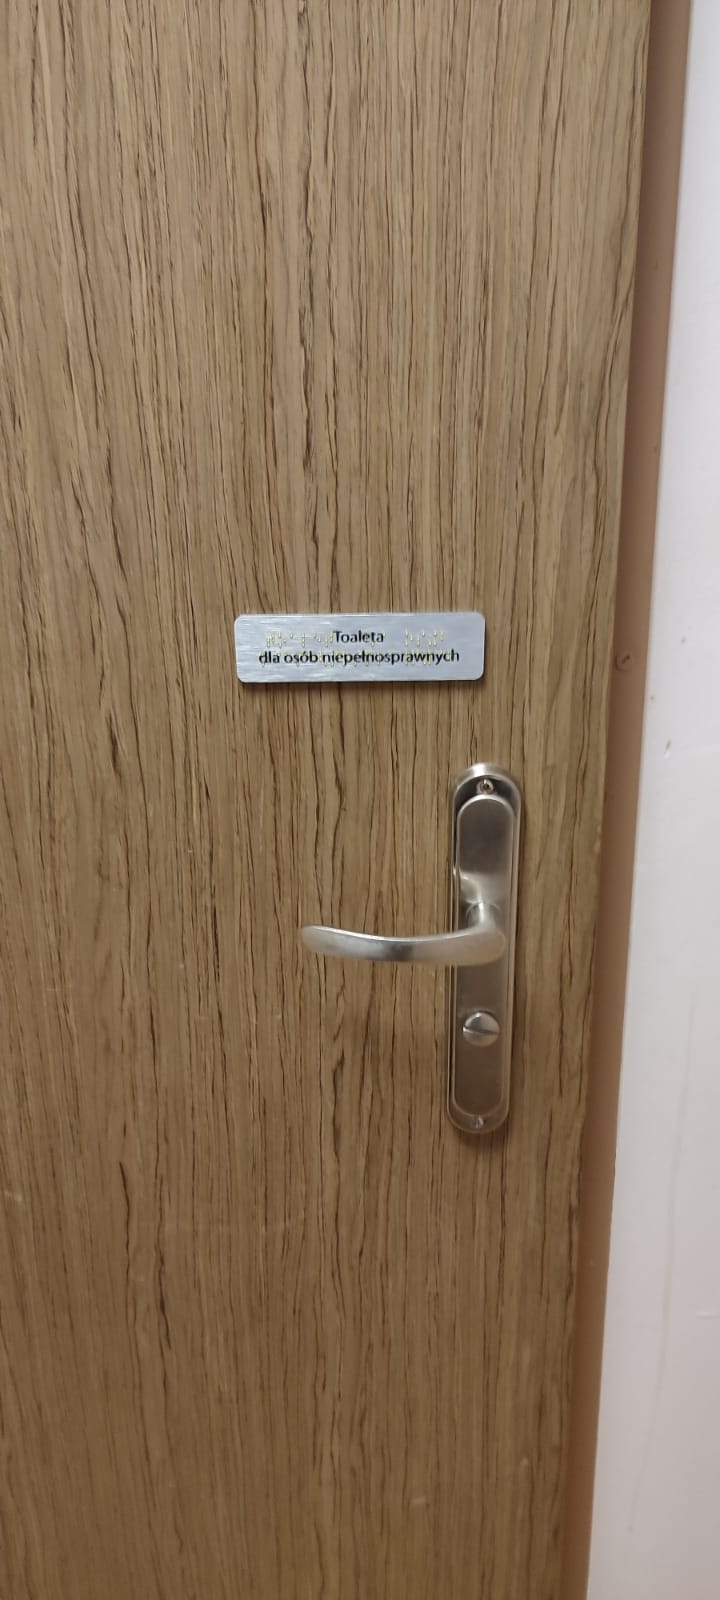 Toaleta
dla osób niepełnosprawnych